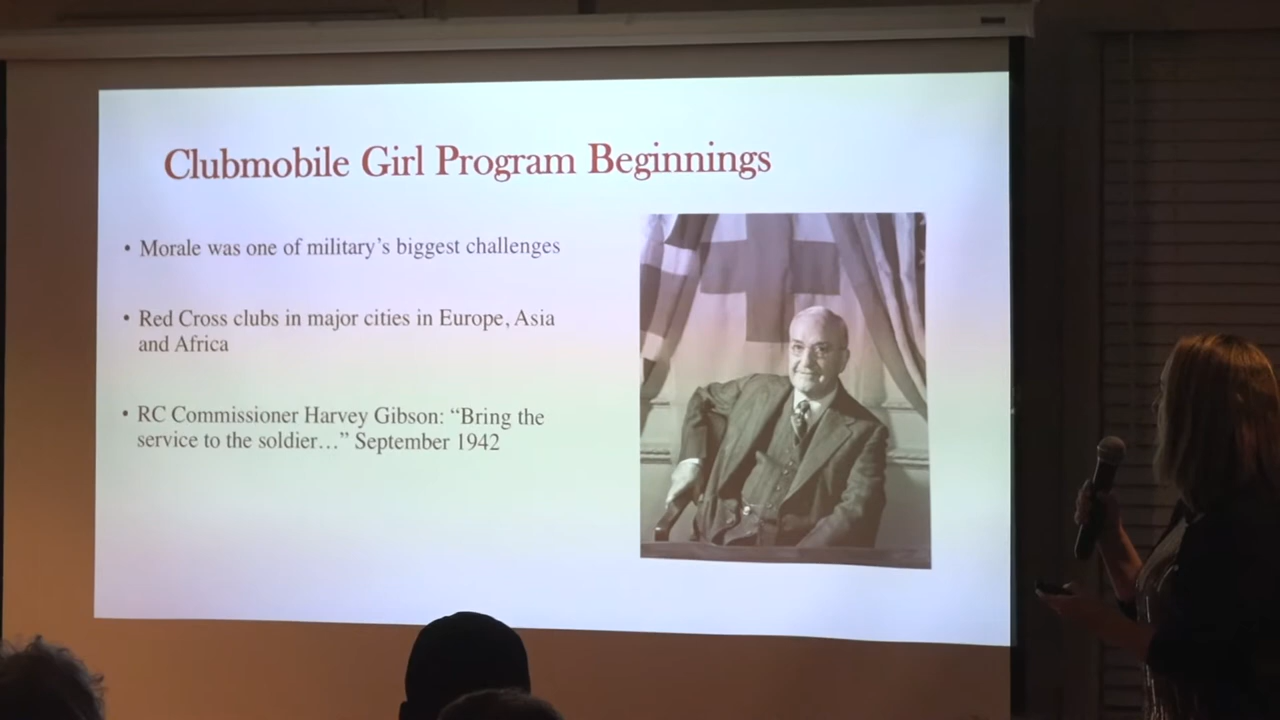 Clubmobile Girl Program Beginnings
• Morale was one of military’s biggest challenges
• Red Cross clubs in major cities in Europe, Asia
and Africa
• RC Commissioner Harvey Gibson: “Bring the
service to the soldier…” September 1942